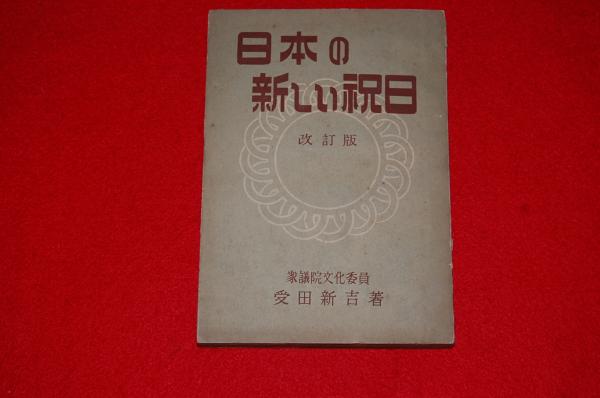 日本の
新しい祝日
改訂版
衆議院文化委員
受田新吉著